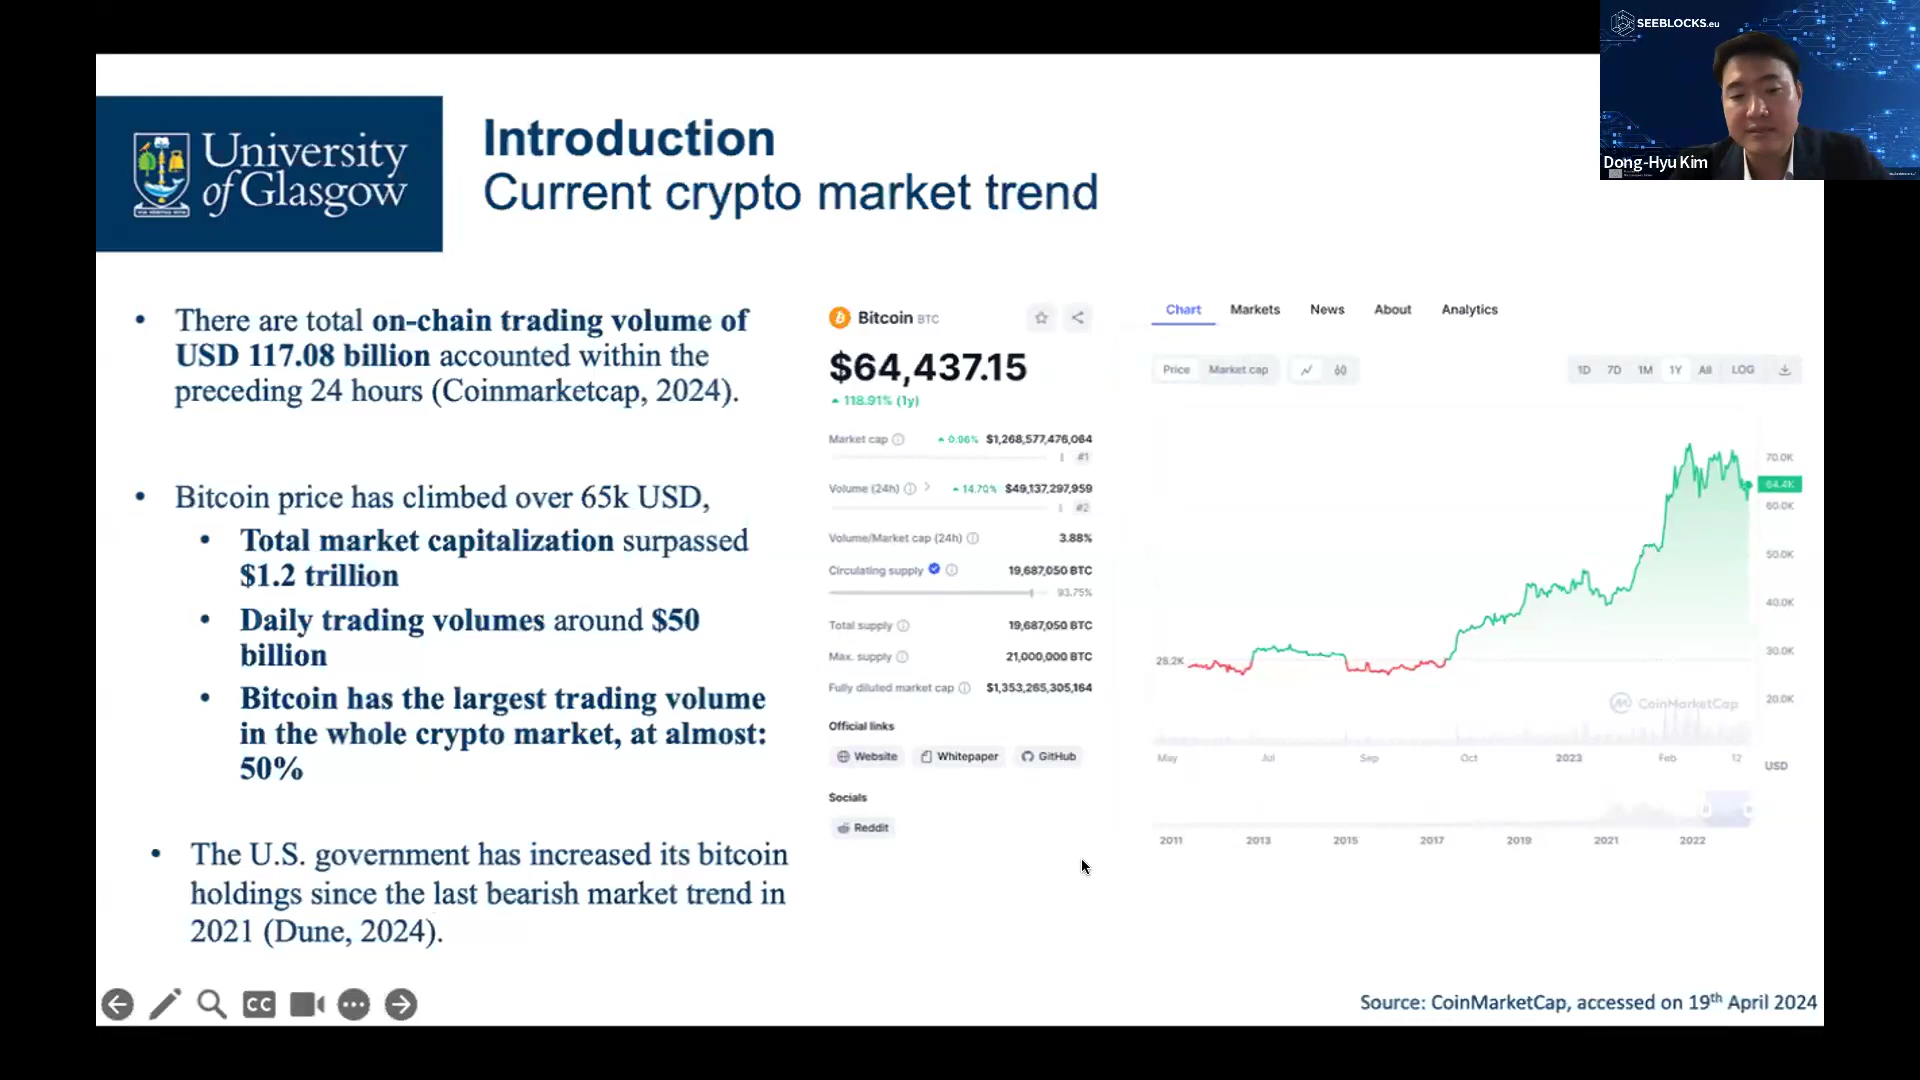 SEEBLOCKS.eu
Dong-Hyu Kim
University
of Glasgow
Introduction
Current crypto market trend
• There are total on-chain trading volume of
USD 117.08 billion accounted within the
preceding 24 hours (Coinmarketcap, 2024).
• Bitcoin price has climbed over 65k USD,
• Total market capitalization surpassed
$1.2 trillion
• Daily trading volumes around $50
billion
• Bitcoin has the largest trading volume
in the whole crypto market, at almost:
50%
• The U.S. government has increased its bitcoin
holdings since the last bearish market trend in
2021 (Dune, 2024).
Bitcoin BTC
$64,437.15
118.91% (1y)
Market cap 0.96% $1,268,577,476,064
#1
Volume (24h) 14.70% $49,137,297,959
#2
Volume/Market cap (24h) 3.88%
Circulating supply 19,687,050 BTC
93.75%
Total supply 19,687,050 BTC
Max. supply 21,000,000 BTC
Fully diluted market cap $1,353,265,305,164
Official links
Website Whitepaper GitHub
Socials
Reddit
Chart Markets News About Analytics
Price Market cap 1D 7D 1M 1Y All LOG
70.0K
64.4K
60.0K
50.0K
40.0K
30.0K
28.2K
20.0K
CoinMarketCap
May Jul Sep Oct 2023 Feb 12 USD
2011 2013 2015 2017 2019 2021 2022
CC
Source: CoinMarketCap, accessed on 19th April 2024